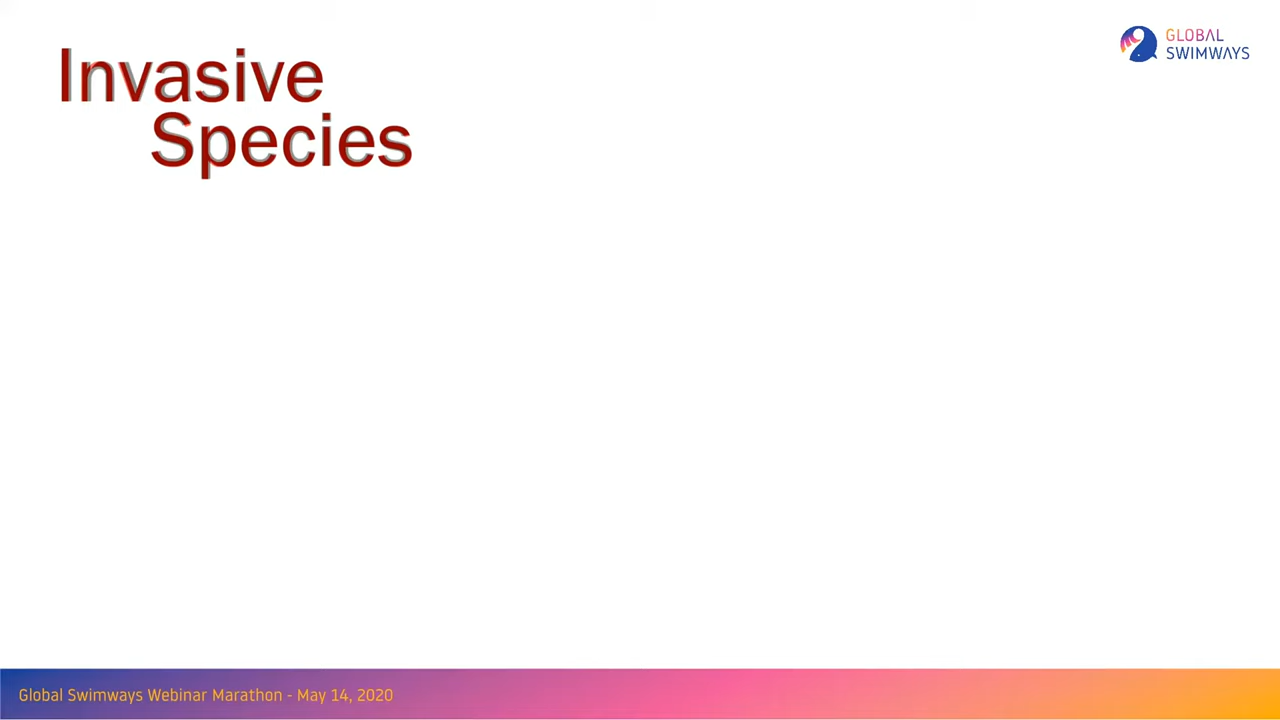 Invasive
Species
GLOBAL
SWIMWAYS
Global Swimways Webinar Marathon - May 14, 2020